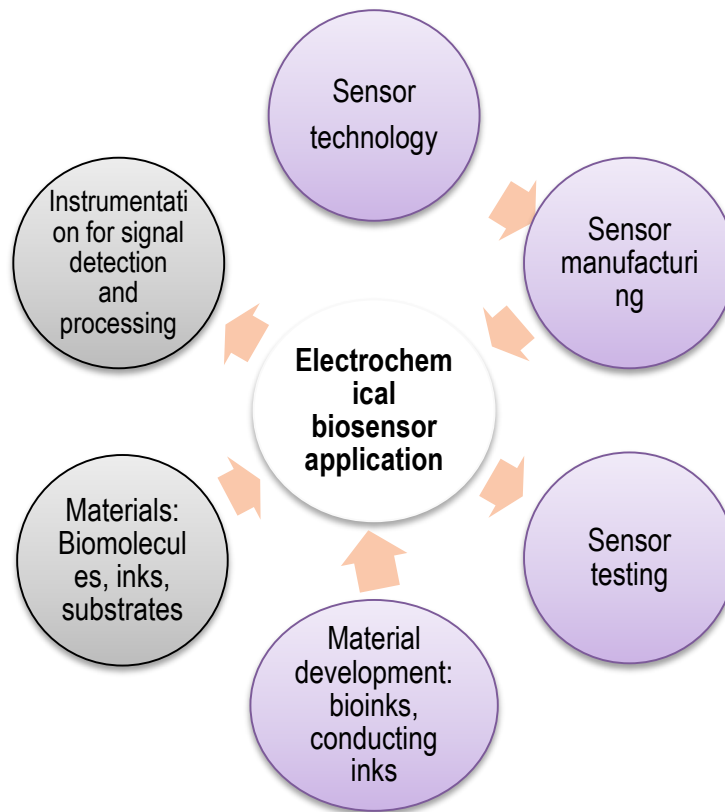 Sensor
technology
Sensor
manufacturi
ng
Sensor
testing
Material
development:
bioinks,
conducting
inks
Materials:
Biomolecul
es, inks,
substrates
Instrumentati
on for signal
detection
and
processing
Electrochem
ical
biosensor
application